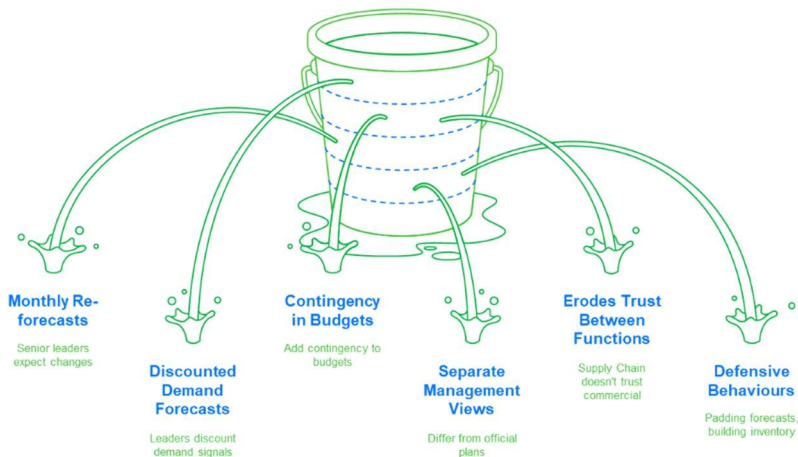 Monthly Re-
forecasts
Senior leaders
expect changes
Discounted
Demand
Forecasts
Leaders discount
demand signals
Contingency
in Budgets
Add contingency to
budgets
Separate
Management
Views
Differ from official
plans
Erodes Trust
Between
Functions
Supply Chain
doesn't trust
commercial
Defensive
Behaviours
Padding forecasts,
building inventory